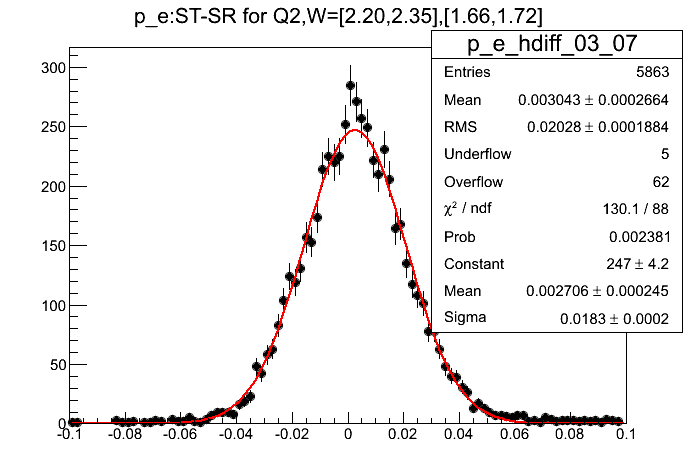 p_e:ST-SR for Q2,W=[2.20,2.35],[1.66,1.72]
p_e_hdiff_03_07
Entries 5863
Mean 0.003043 ± 0.0002664
RMS 0.02028 ± 0.0001884
Underflow 5
Overflow 62
χ² / ndf 130.1 / 88
Prob 0.002381
Constant 247 ± 4.2
Mean 0.002706 ± 0.000245
Sigma 0.0183 ± 0.0002
300
250
200
150
100
50
0
-0.1 -0.08 -0.06 -0.04 -0.02 0 0.02 0.04 0.06 0.08 0.1